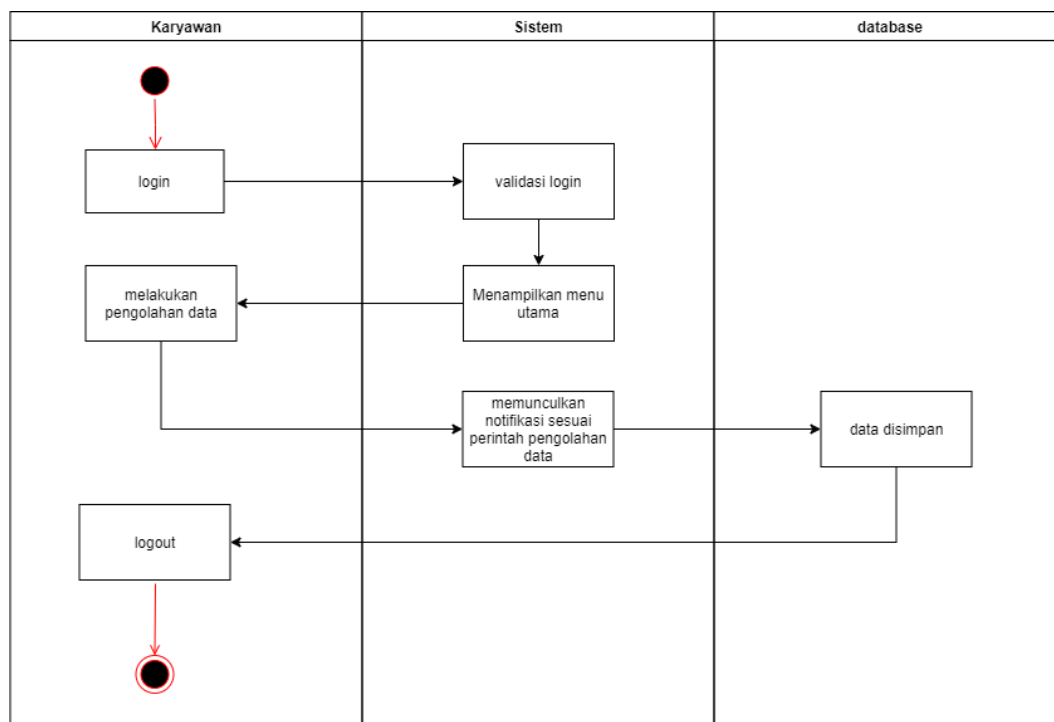 Karyawan
Sistem
database
login
validasi login
melakukan
pengolahan data
Menampilkan menu
utama
memunculkan
notifikasi sesuai
perintah pengolahan
data
data disimpan
logout